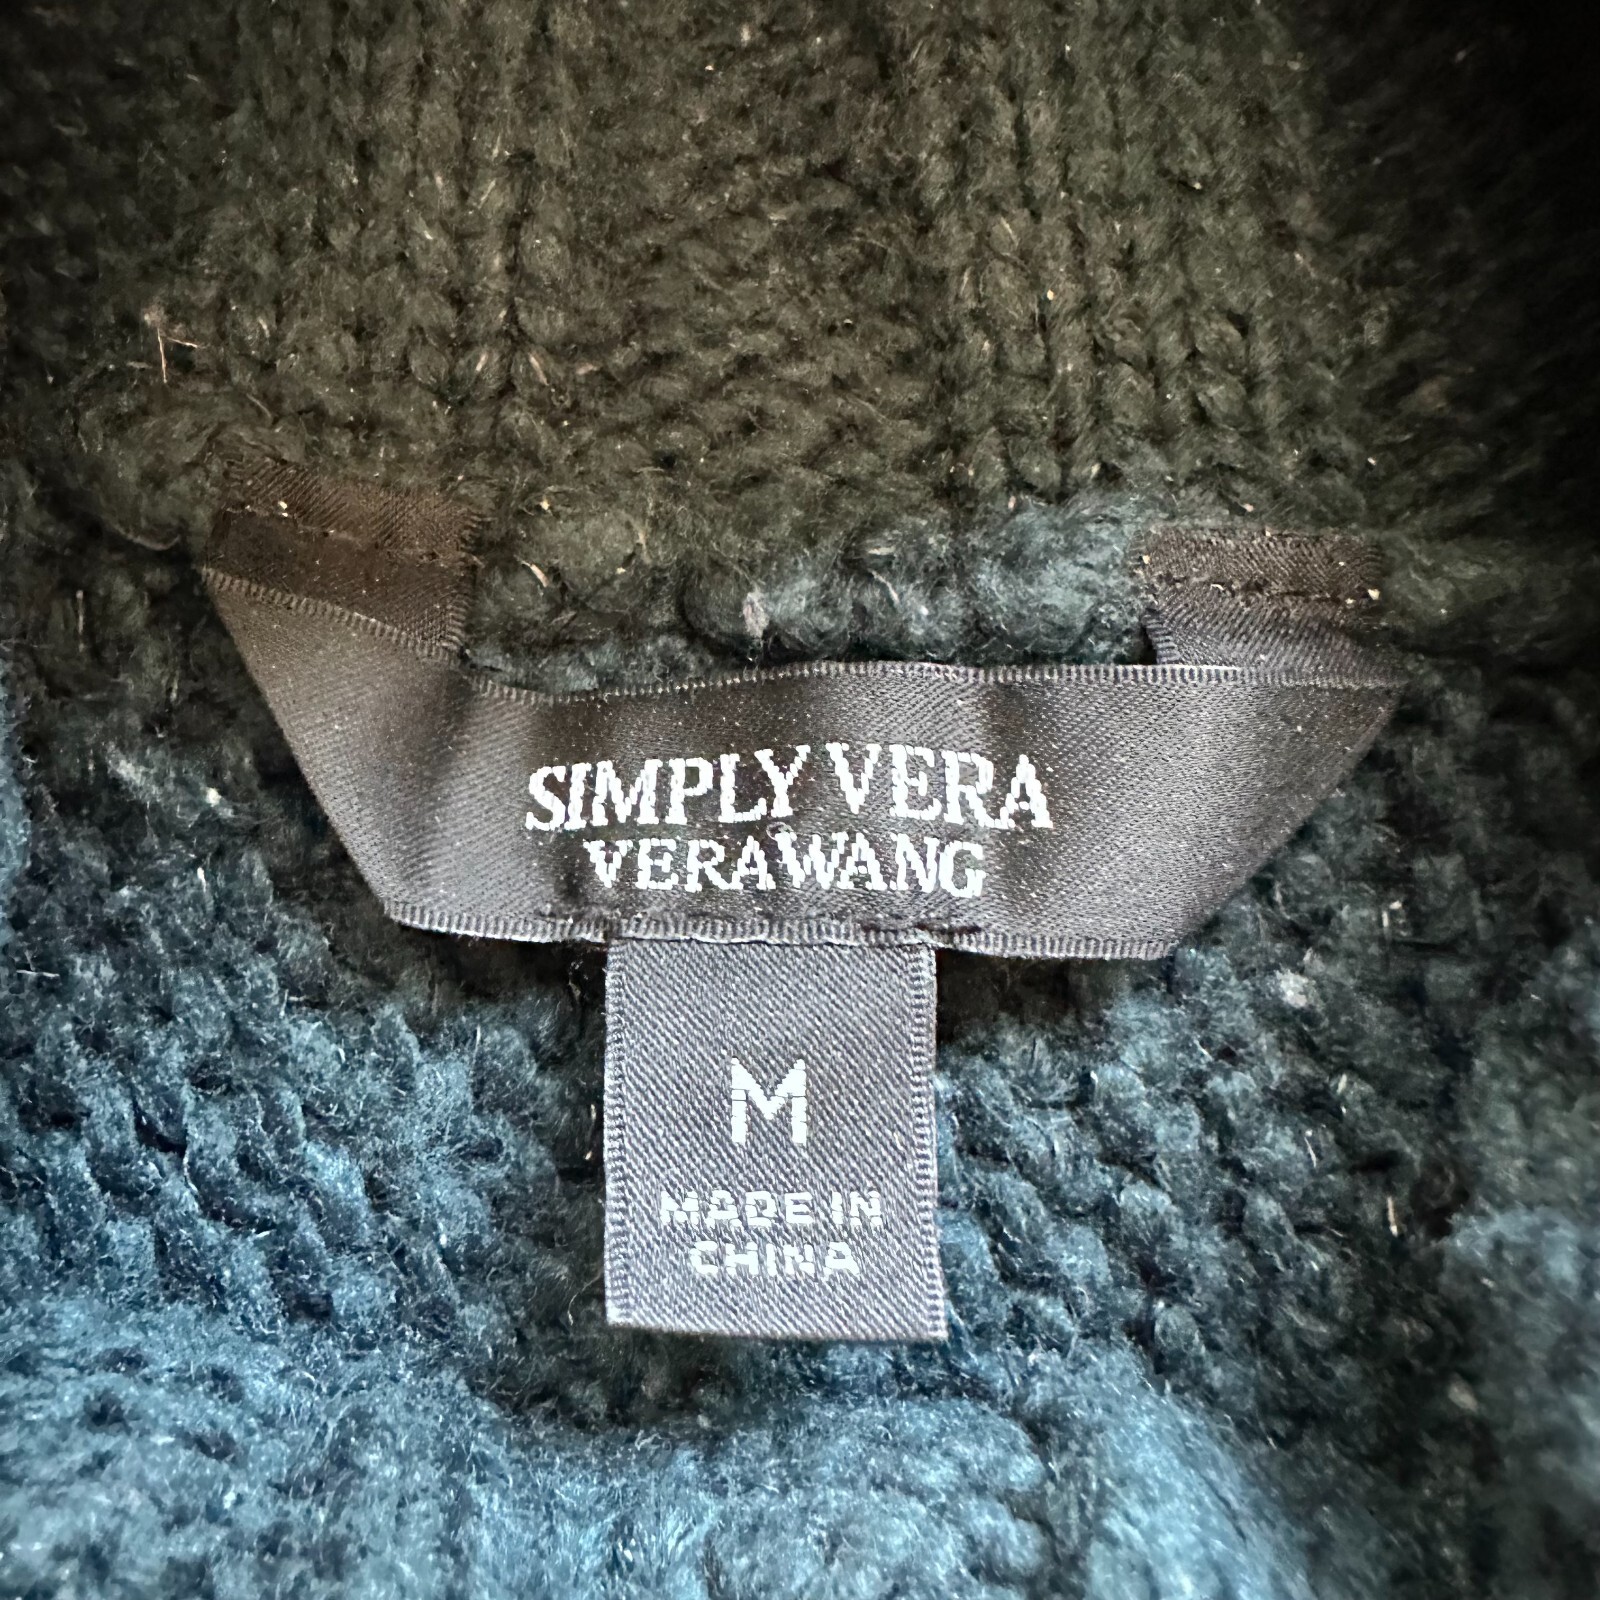 SIMPLY VERA
VERAWANG
M
MADE IN
CHINA